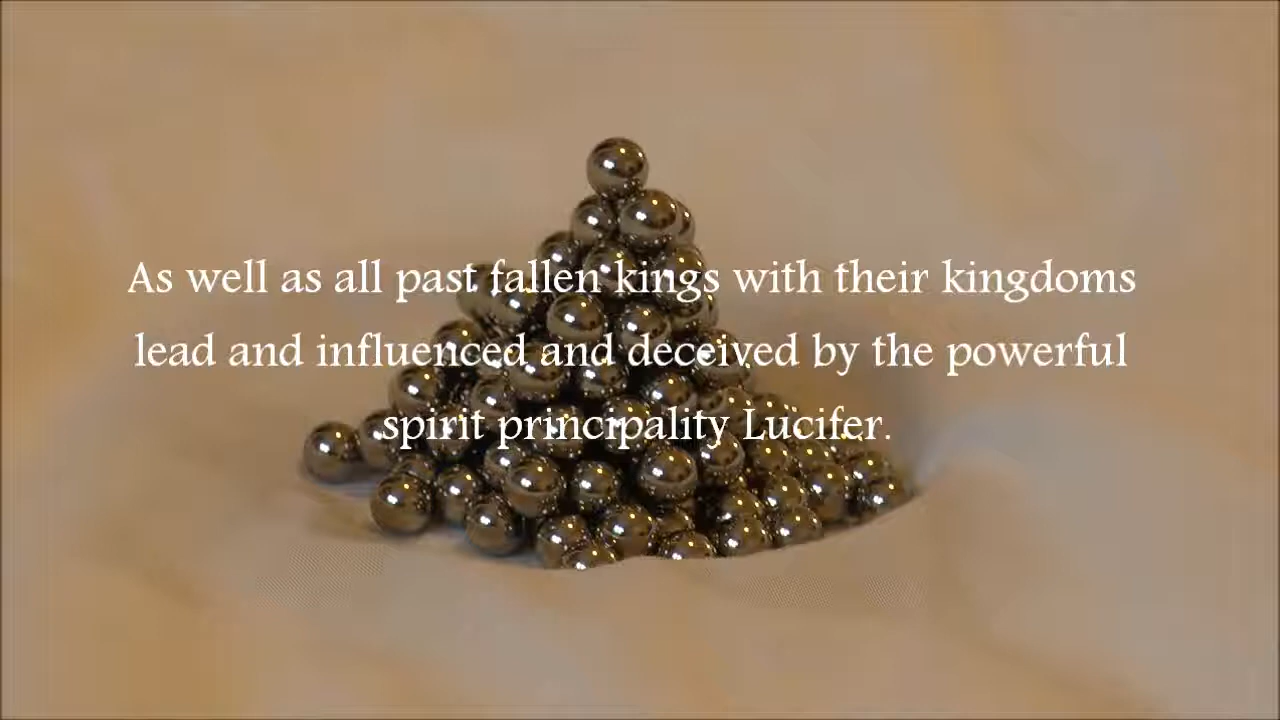 As well as all past fallen kings with their kingdoms
lead and influenced and deceived by the powerful
spirit principality Lucifer.